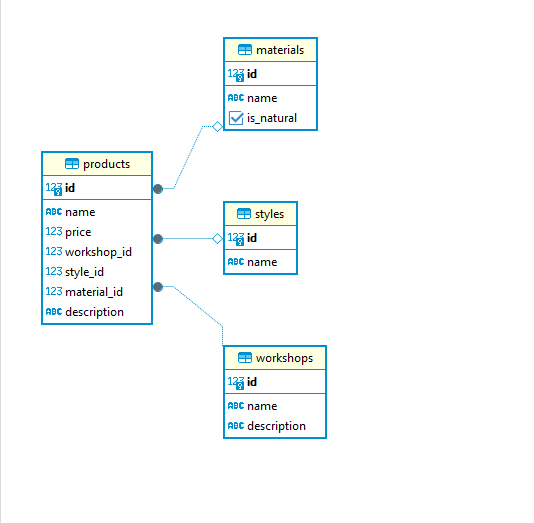 materials
123 id
ABC name
is_natural
products
123 id
ABC name
123 price
123 workshop_id
123 style_id
123 material_id
ABC description
styles
123 id
ABC name
workshops
123 id
ABC name
ABC description